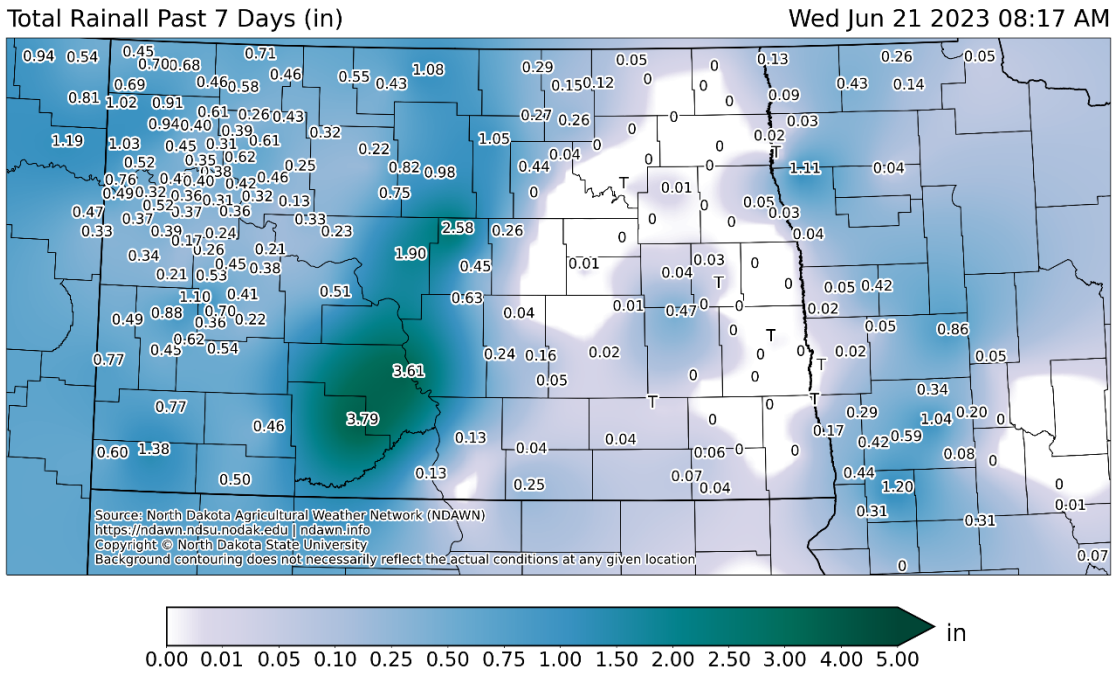 Total Rainall Past 7 Days (in) Wed Jun 21 2023 08:17 AM
0.94 0.54 0.45 0.71 0.05 0.13 0.26 0.05
0.70 0.68 0.46 0.55 1.08 0.29 0 0
0.69 0.46 0.58 0.43 0.15 0.12 0 0.43 0.14
0.81 1.02 0.91 0 0.09
0.61 0.26 0.43 0.27 0.26 0 0.03
0.94 0.40 0.39 0.32 0 0.02
1.19 1.03 0.45 0.31 0.61 0.22 1.05 0.04 0 0 T
0.52 0.35 0.62 0.25 0.82 0.98 0.44 0 1.11 0.04
0.76 0.40 0.38 0.42 0.46 T 0.01
0.49 0.32 0.36 0.31 0.32 0.13 0.75 0 0.05
0.47 0.37 0.52 0.37 0.36 0.33 0 0 0 0.03
0.33 0.39 0.24 0.23 2.58 0.26 0 0.04
0.34 0.17 0.26 0.21 1.90 0.01 0.03 0
0.21 0.53 0.45 0.38 0.45 0.04 T 0
1.10 0.41 0.51 0.63 0.05 0.42
0.49 0.88 0.70 0.22 0.04 0.01 0.47 0 0 0.02
0.36 0 T 0.05 0.86
0.62 0.45 0.54 0.24 0.16 0.02 0 0 0.02
0.77 3.61 0.05 0 0 T 0.05
0.77 3.79 T 0 0 T 0.34
0.46 0.13 0.04 0.04 0.17 0.29 1.04 0.20 0
0.60 1.38 0.06 0 0.42 0.59 0.08 0
0.50 0.13 0.25 0.07 0.04 0.44 1.20 0
0.31 0.31 0.01
0 0.07
Source: North Dakota Agricultural Weather Network (NDAWN)
https://ndawn.ndsu.nodak.edu | ndawn.info
Copyright © North Dakota State University
Background contouring does not necessarily reflect the actual conditions at any given location
in
0.00 0.01 0.05 0.10 0.25 0.50 0.75 1.00 1.50 2.00 2.50 3.00 4.00 5.00